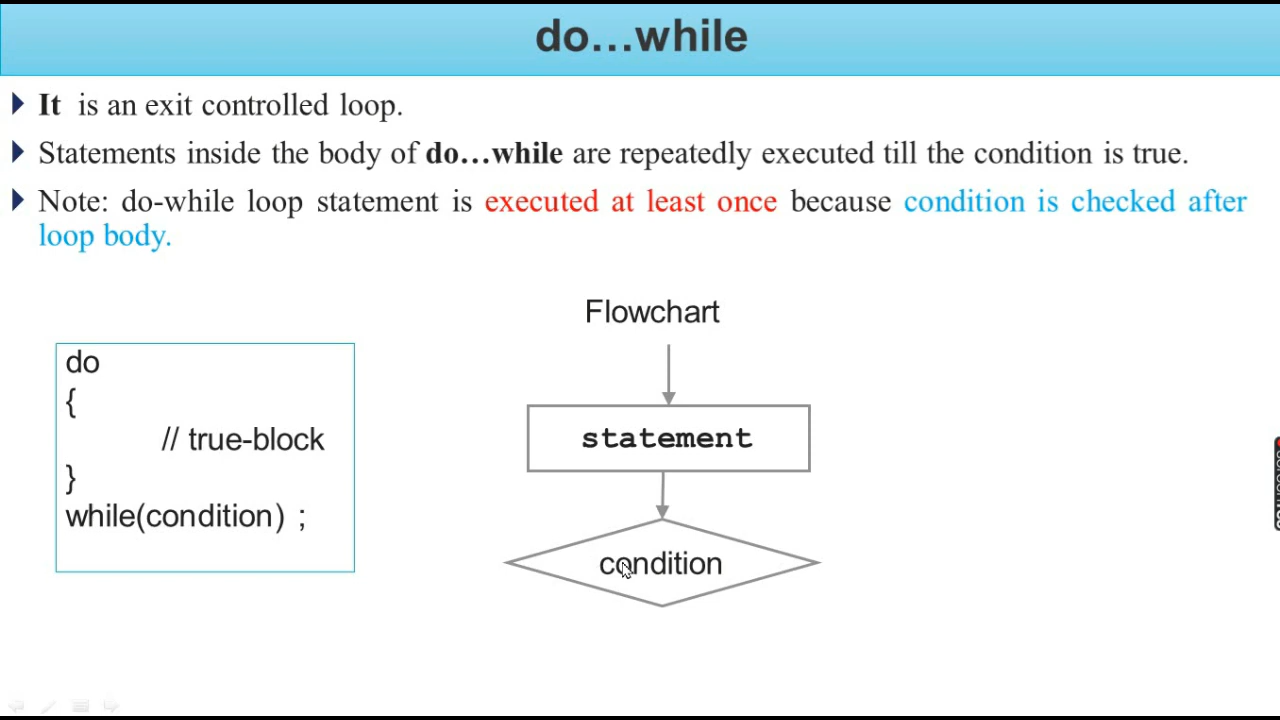 do...while
It is an exit controlled loop.
Statements inside the body of do...while are repeatedly executed till the condition is true.
Note: do-while loop statement is executed at least once because condition is checked after
loop body.
Flowchart
do
{
// true-block
}
while(condition) ;
statement
condition